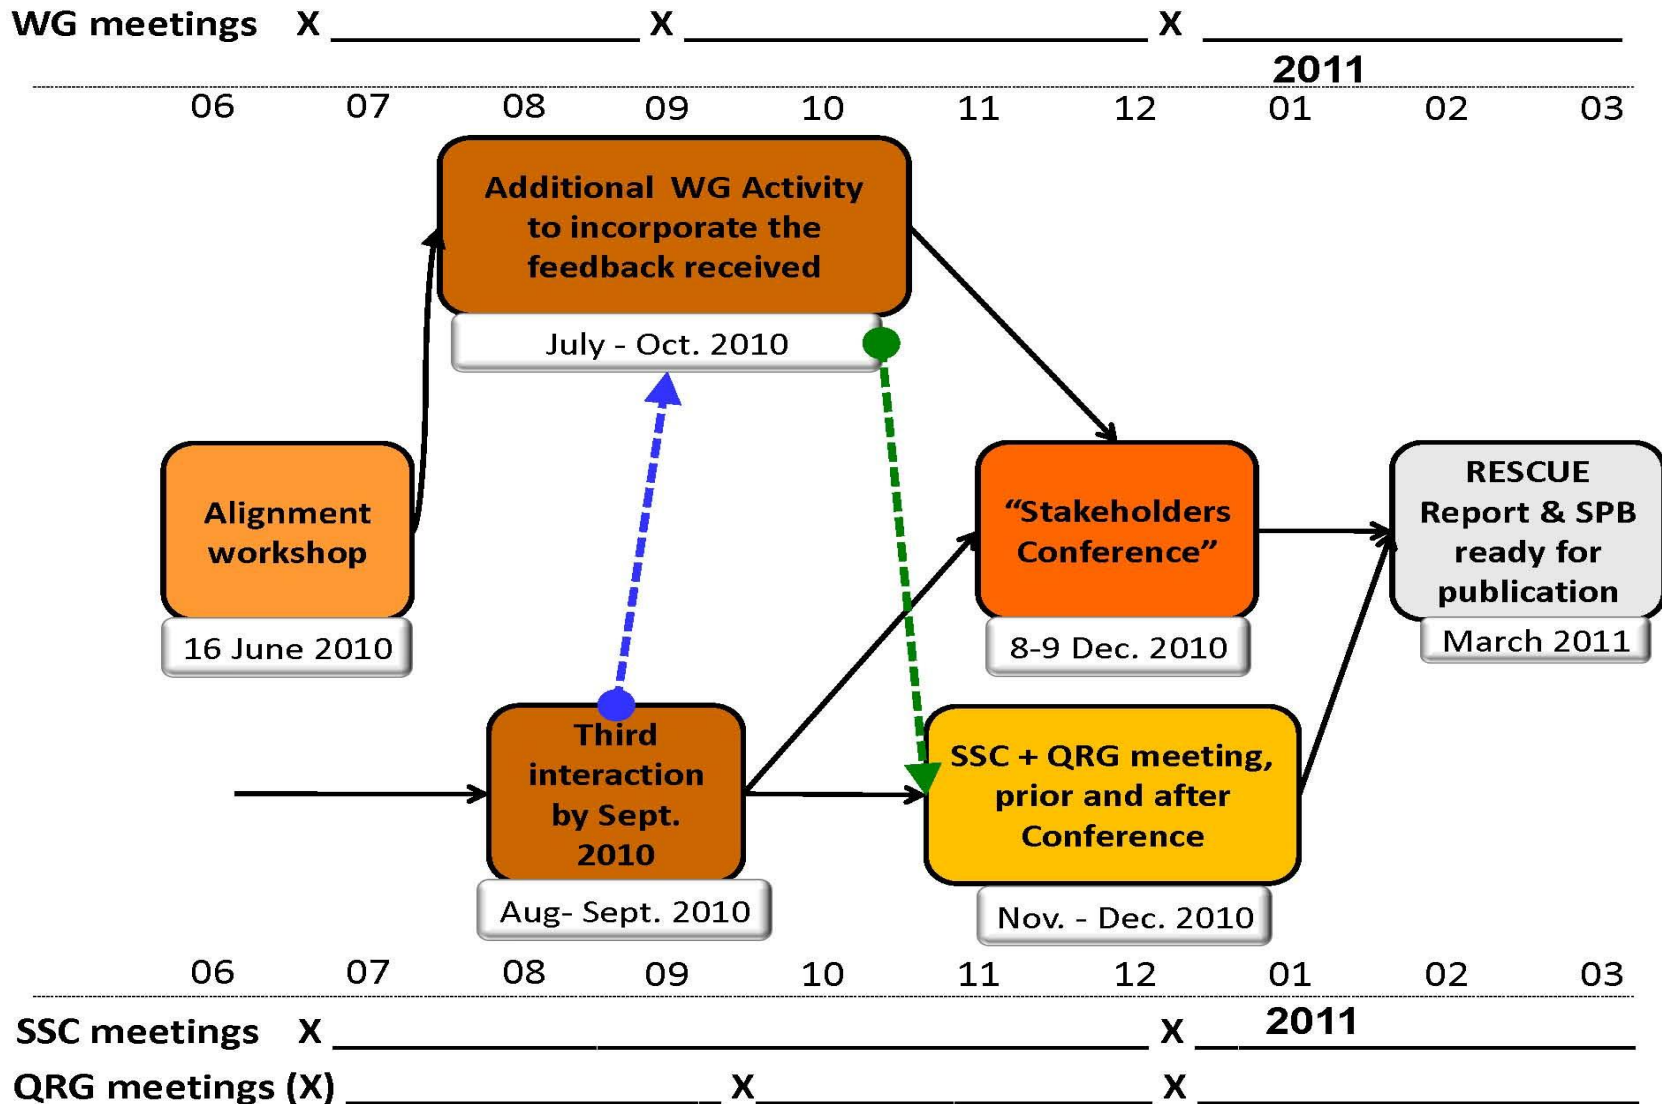 WG meetings X X X
2011
06 07 08 09 10 11 12 01 02 03
Additional WG Activity
to incorporate the
feedback received
July - Oct. 2010
Alignment
workshop
16 June 2010
“Stakeholders
Conference”
8-9 Dec. 2010
RESCUE
Report & SPB
ready for
publication
March 2011
Third
interaction
by Sept.
2010
Aug- Sept. 2010
SSC + QRG meeting,
prior and after
Conference
Nov. - Dec. 2010
06 07 08 09 10 11 12 01 02 03
2011
SSC meetings X X
QRG meetings (X) X X